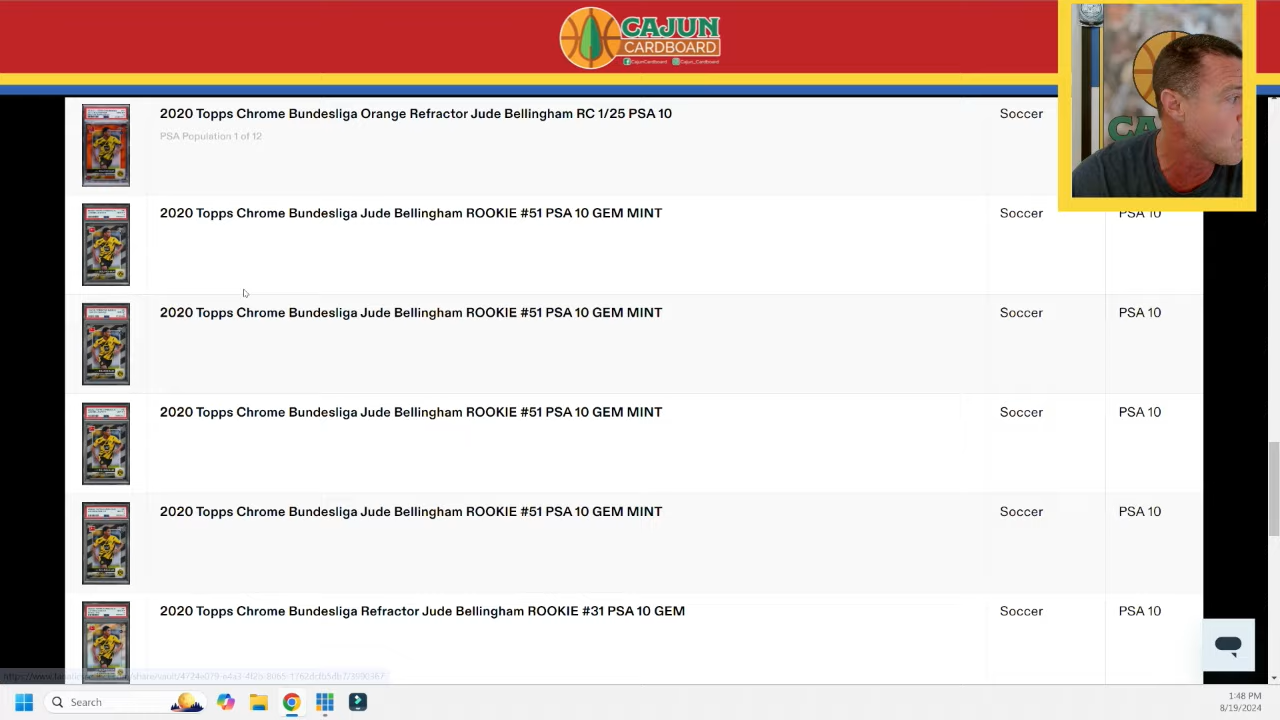 CAJUN
CARDBOARD
CajunCardboard Cajun_Cardboard
CA
2020 Topps Chrome Bundesliga Orange Refractor Jude Bellingham RC 1/25 PSA 10
Soccer
PSA Population 1 of 12
2020 Topps Chrome Bundesliga Jude Bellingham ROOKIE #51 PSA 10 GEM MINT
Soccer
PSA 10
2020 Topps Chrome Bundesliga Jude Bellingham ROOKIE #51 PSA 10 GEM MINT
Soccer
PSA 10
2020 Topps Chrome Bundesliga Jude Bellingham ROOKIE #51 PSA 10 GEM MINT
Soccer
PSA 10
2020 Topps Chrome Bundesliga Jude Bellingham ROOKIE #51 PSA 10 GEM MINT
Soccer
PSA 10
2020 Topps Chrome Bundesliga Refractor Jude Bellingham ROOKIE #31 PSA 10 GEM
Soccer
PSA 10
Search
1:48 PM
8/19/2024